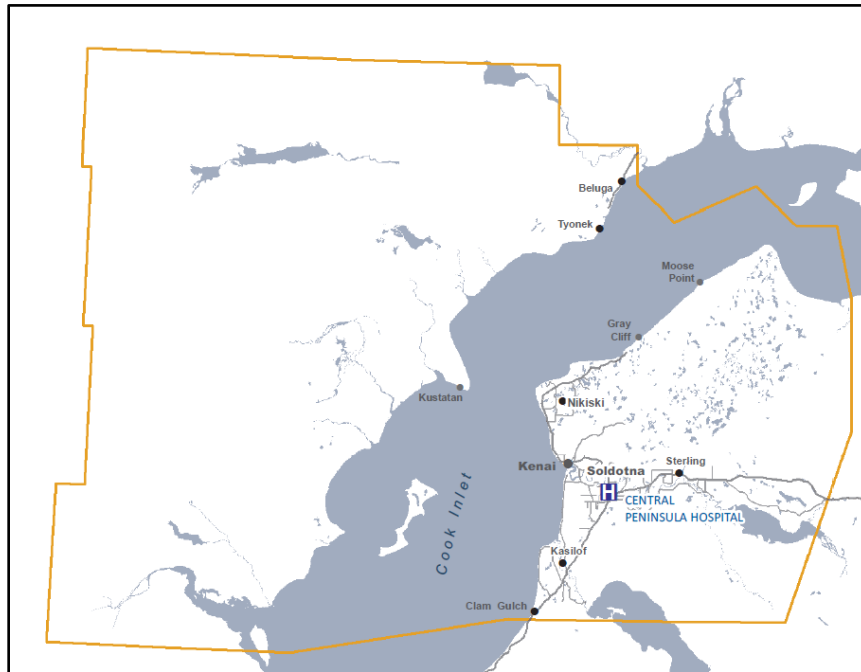 Beluga
Tyonek
Moose
Point
Gray
Cliff
Kustatan
Nikiski
Kenai
Soldotna
Sterling
H
CENTRAL
PENINSULA HOSPITAL
Cook Inlet
Kasilof
Clam Gulch